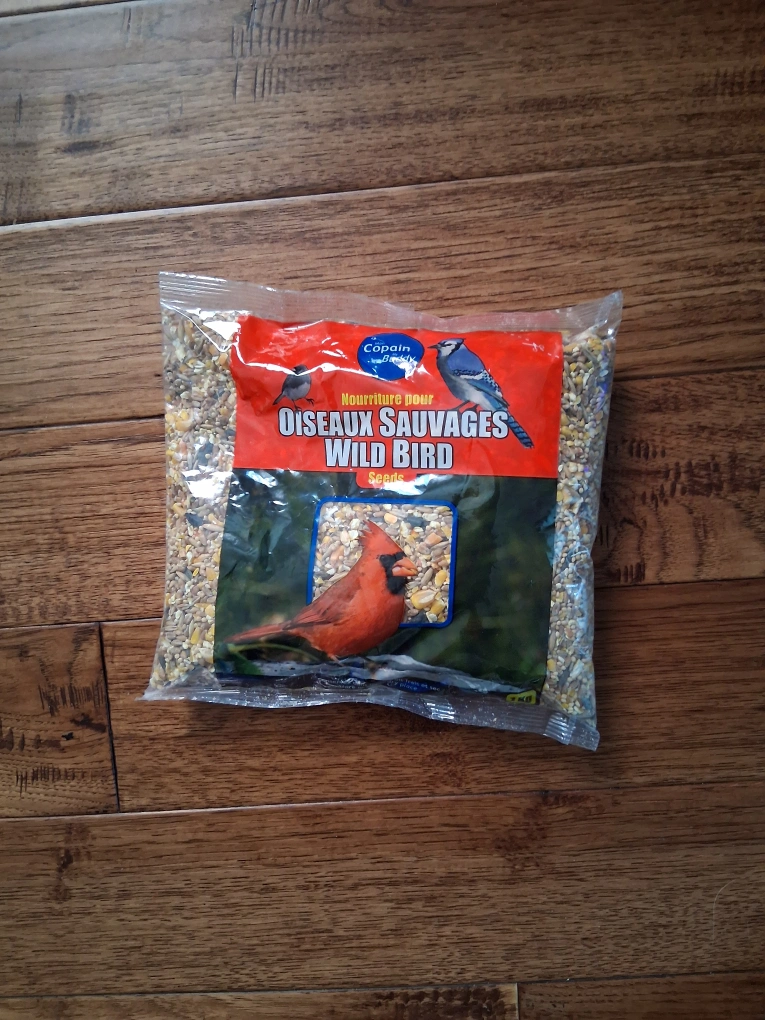 Copain
Buddy
Nourriture pour
OISEAUX SAUVAGES
WILD BIRD
Seeds